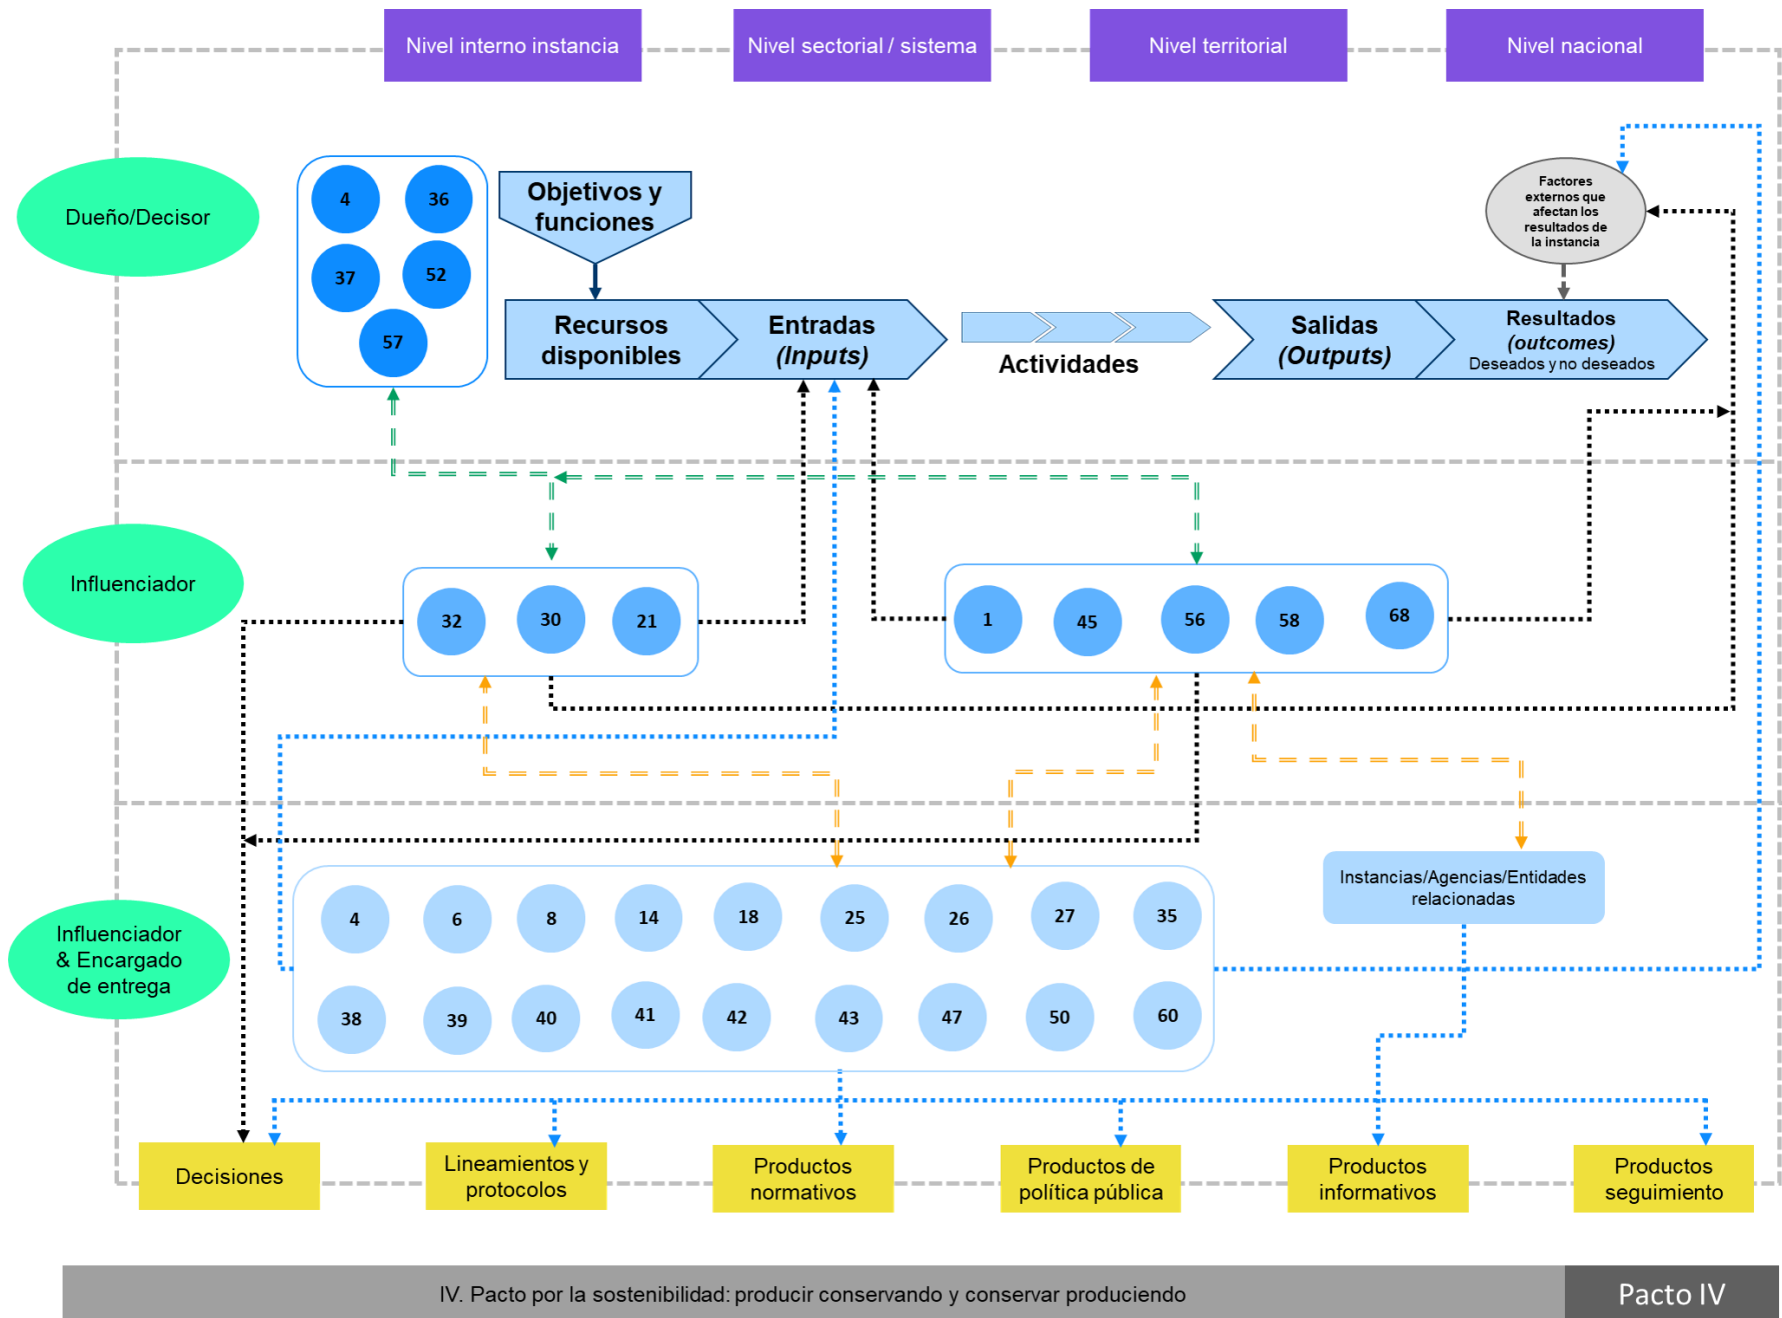 Nivel interno instancia
Nivel sectorial / sistema
Nivel territorial
Nivel nacional
Dueño/Decisor
4
36
37
52
57
Objetivos y
funciones
Factores
externos que
afectan los
resultados de
la instancia
Recursos
disponibles
Entradas
(Inputs)
Actividades
Salidas
(Outputs)
Resultados
(outcomes)
Deseados y no deseados
Influenciador
32
30
21
1
45
56
58
68
Influenciador
& Encargado
de entrega
4
6
8
14
18
25
26
27
35
38
39
40
41
42
43
47
50
60
Instancias/Agencias/Entidades
relacionadas
Decisiones
Lineamientos y
protocolos
Productos
normativos
Productos de
política pública
Productos
informativos
Productos
seguimiento
IV. Pacto por la sostenibilidad: producir conservando y conservar produciendo
Pacto IV